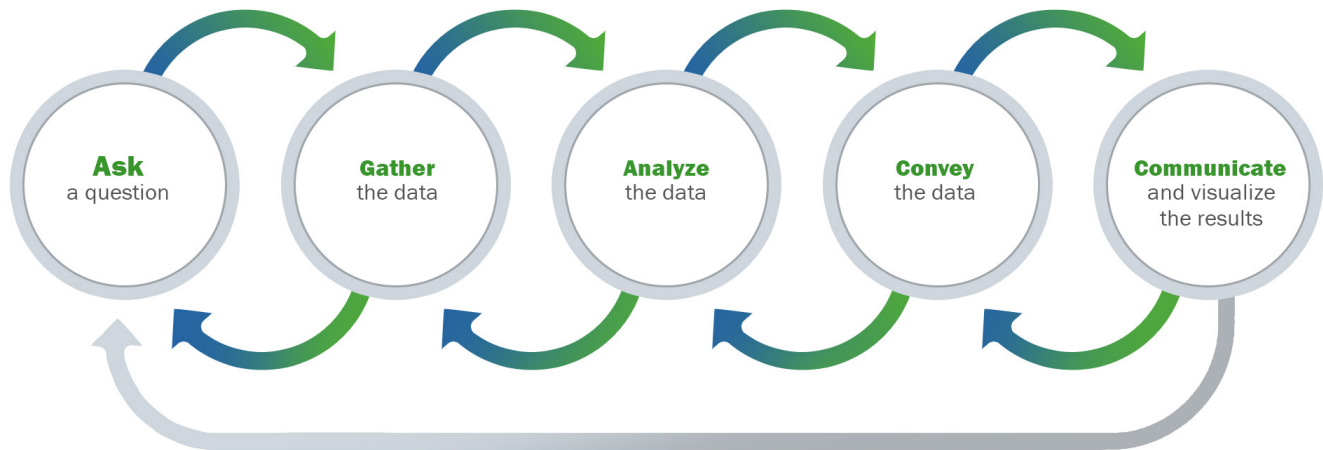 Ask
a question
Gather
the data
Analyze
the data
Convey
the data
Communicate
and visualize
the results